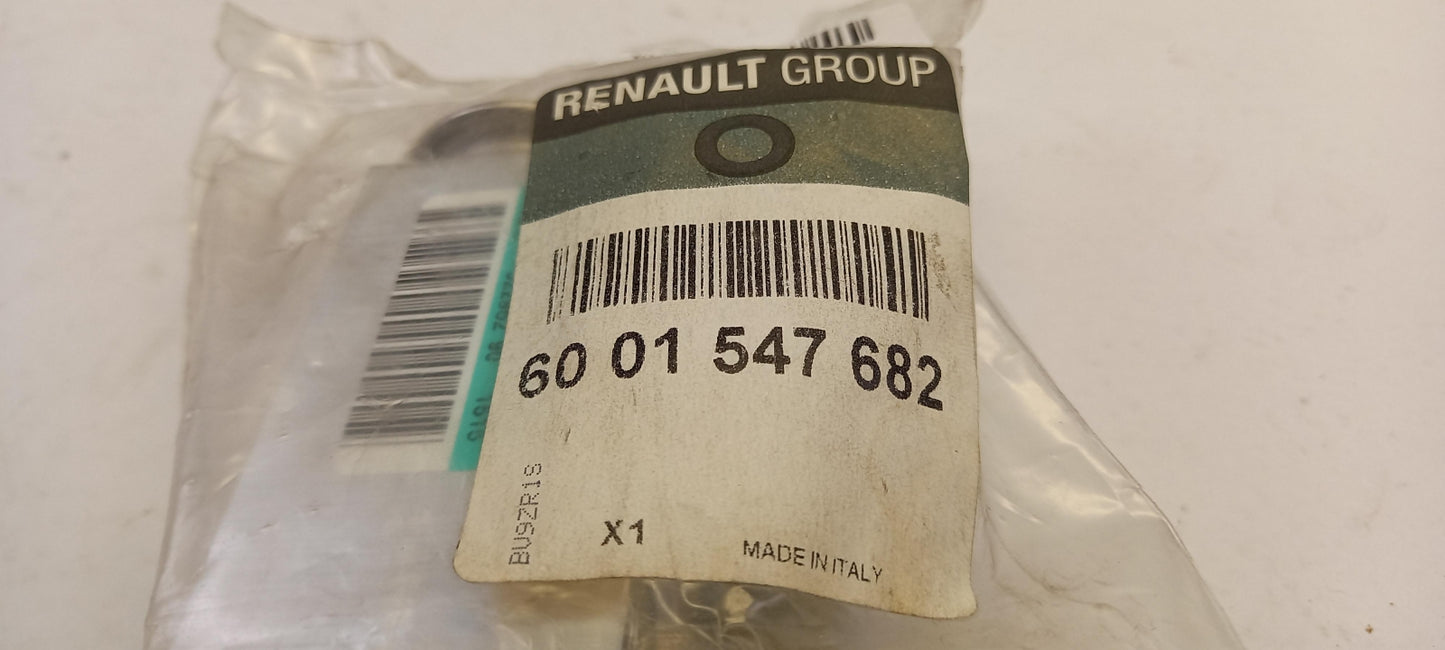 RENAULT GROUP
60 01 547 682
BU9ZR18
X1
MADE IN ITALY